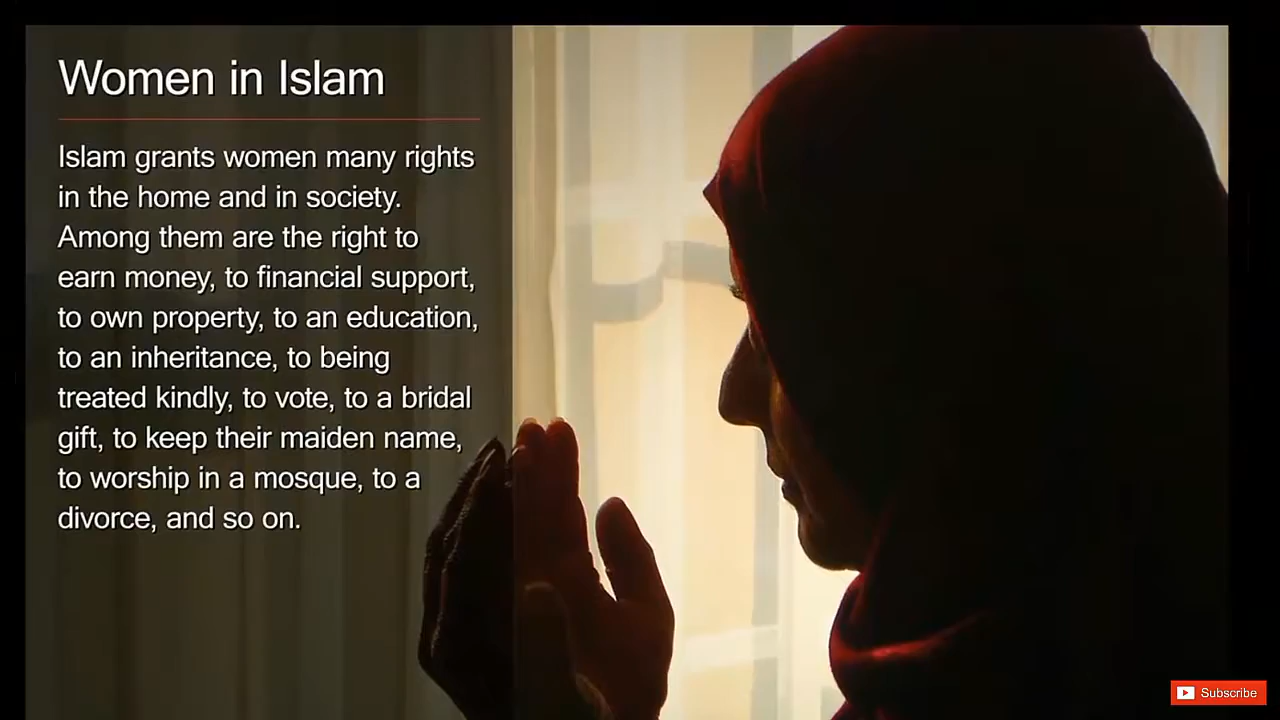 Women in Islam
Islam grants women many rights
in the home and in society.
Among them are the right to
earn money, to financial support,
to own property, to an education,
to an inheritance, to being
treated kindly, to vote, to a bridal
gift, to keep their maiden name,
to worship in a mosque, to a
divorce, and so on.
Subscribe